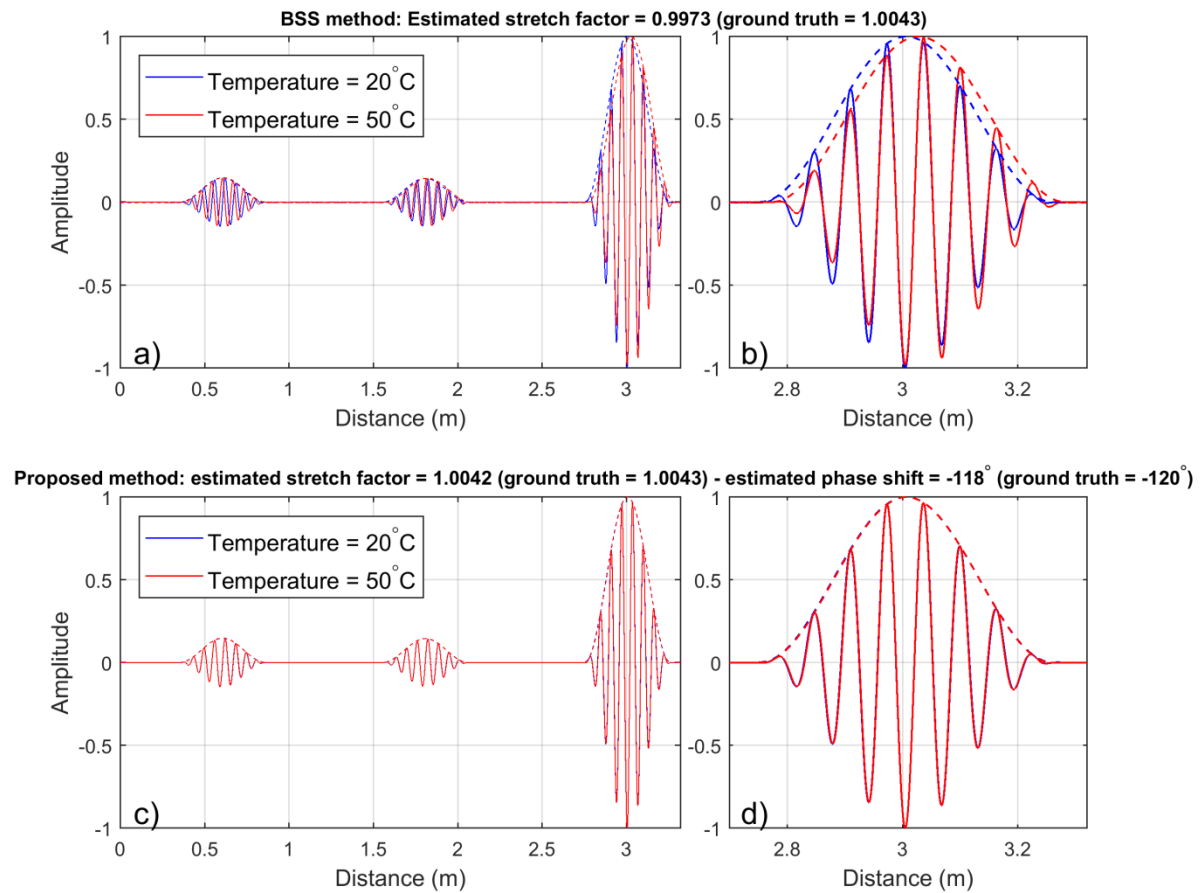 BSS method: Estimated stretch factor = 0.9973 (ground truth = 1.0043)
1
0.5
0
-0.5
-1
Amplitude
Temperature = 20°C
Temperature = 50°C
a)
0 0.5 1 1.5 2 2.5 3
Distance (m)
1
0.5
0
-0.5
-1
b)
2.8 3 3.2
Distance (m)
Proposed method: estimated stretch factor = 1.0042 (ground truth = 1.0043) - estimated phase shift = -118° (ground truth = -120°)
1
0.5
0
-0.5
-1
Amplitude
Temperature = 20°C
Temperature = 50°C
c)
0 0.5 1 1.5 2 2.5 3
Distance (m)
1
0.5
0
-0.5
-1
d)
2.8 3 3.2
Distance (m)